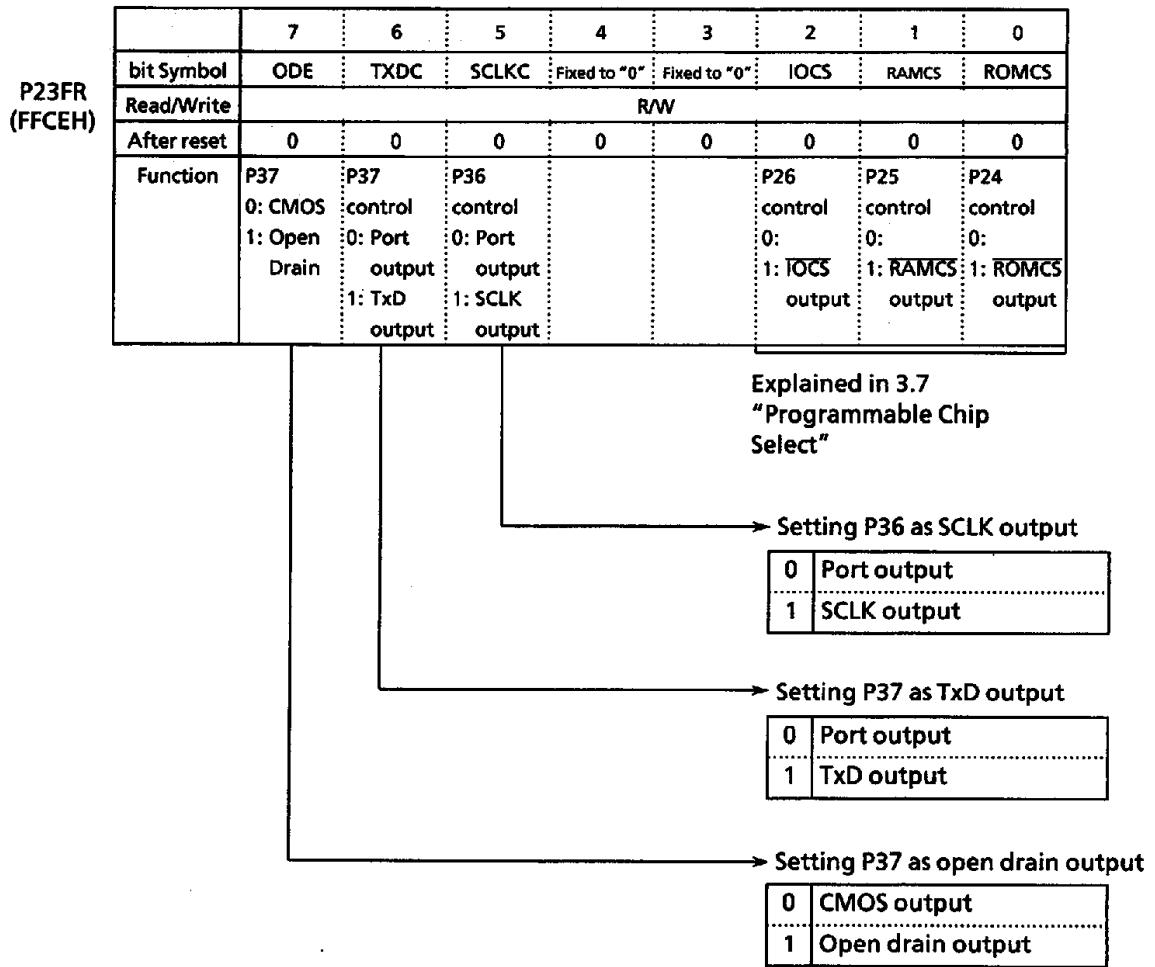 7 6 5 4 3 2 1 0
bit Symbol ODE TXDC SCLKC Fixed to "0" Fixed to "0" IOCS RAMCS ROMCS
P23FR
(FFCEH)
Read/Write R/W
After reset 0 0 0 0 0 0 0 0
Function P37 P37 P36 P26 P25 P24
0: CMOS control control control control control
1: Open 0: Port 0: Port 0: 0: 0:
Drain output output 1: IOCS 1: RAMCS 1: ROMCS
1: TxD 1: SCLK output output output
output output
Explained in 3.7
"Programmable Chip
Select"
Setting P36 as SCLK output
0 Port output
1 SCLK output
Setting P37 as TxD output
0 Port output
1 TxD output
Setting P37 as open drain output
0 CMOS output
1 Open drain output